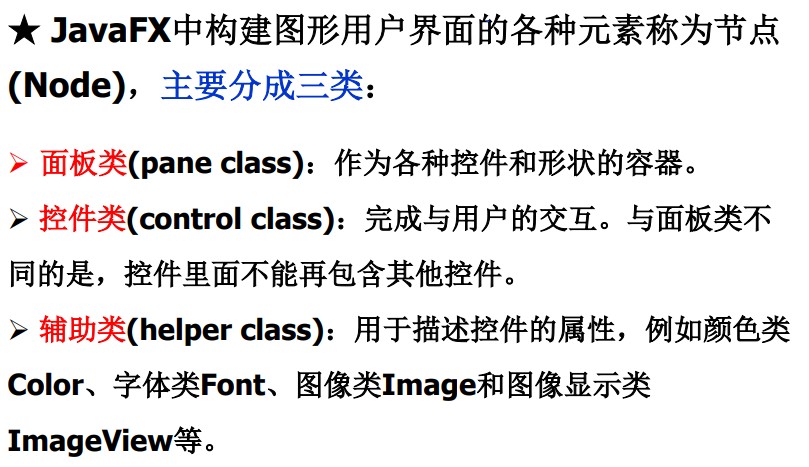 ★ JavaFX中构建图形用户界面的各种元素称为节点
(Node)，主要分成三类：
➢ 面板类(pane class)：作为各种控件和形状的容器。
➢ 控件类(control class)：完成与用户的交互。与面板类不
同的是，控件里面不能再包含其他控件。
➢ 辅助类(helper class)：用于描述控件的属性，例如颜色类
Color、字体类Font、图像类Image和图像显示类
ImageView等。